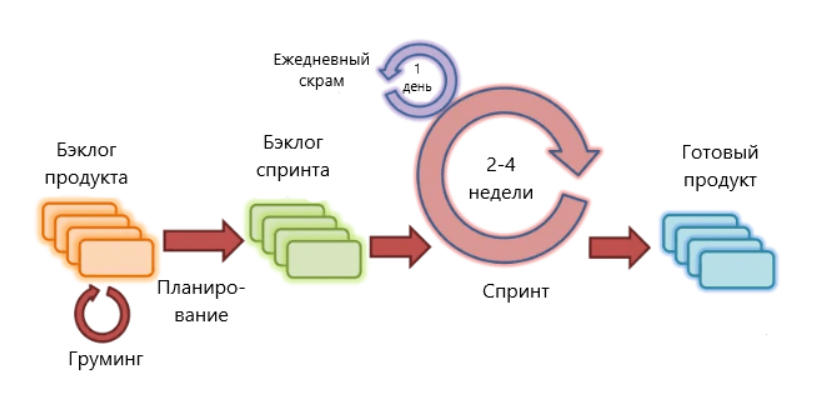 Ежедневный
скрам
1
день
Бэклог
продукта
Бэклог
спринта
2-4
недели
Готовый
продукт
Планиро-
вание
Спринт
Груминг